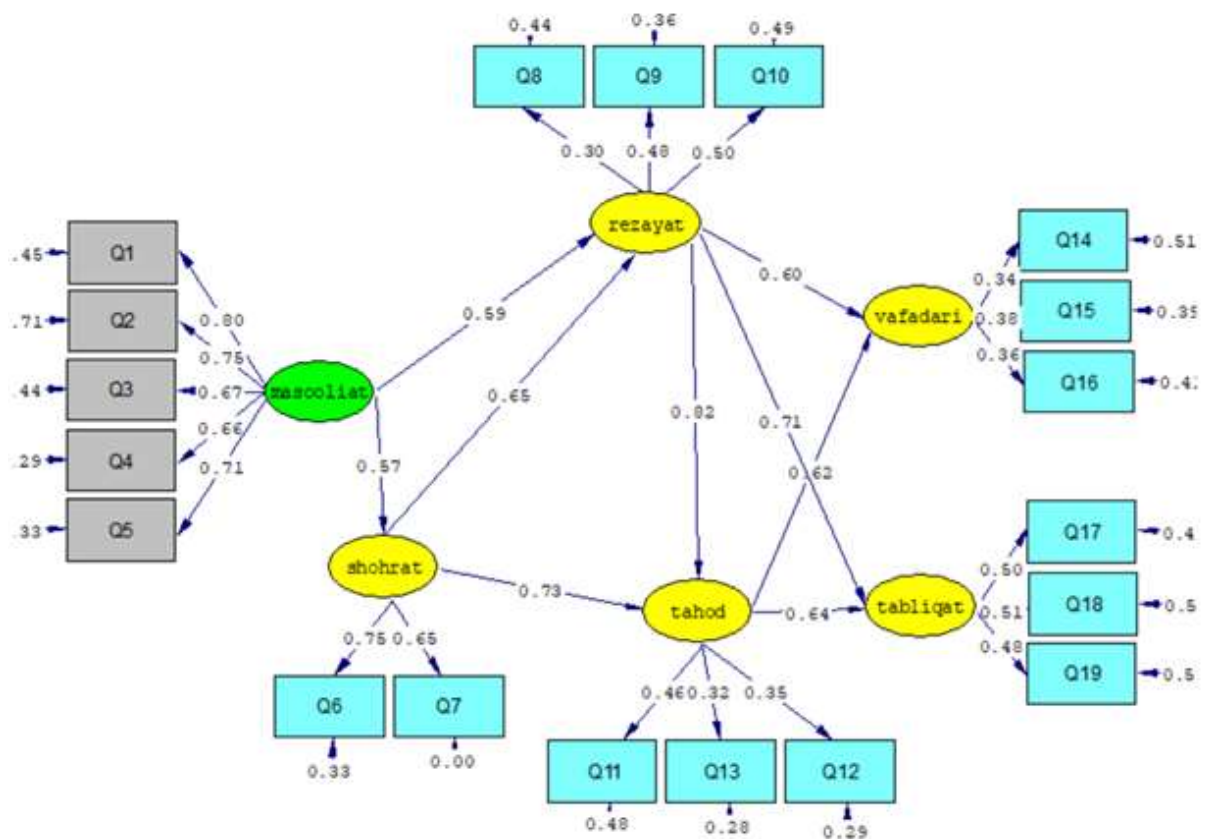 0.44 0.36 0.49
Q8 Q9 Q10
0.30 0.48 0.50
rezayat
Q1 .45
Q2 .71
Q3 .44
Q4 .29
Q5 .33
0.80
0.75
0.67
0.66
0.71
mascoliat
0.59
0.57
0.65
0.82
0.60
0.71
0.62
vafadari
0.34
0.38
0.36
Q14 0.51
Q15
Q16
shohrat
0.73
tahod
0.64
tabliqat
0.50
0.51
0.48
Q17
Q18
Q19
0.75 0.65
Q6 Q7
0.33 0.00
0.46 0.32 0.35
Q11 Q13 Q12
0.48 0.28 0.29